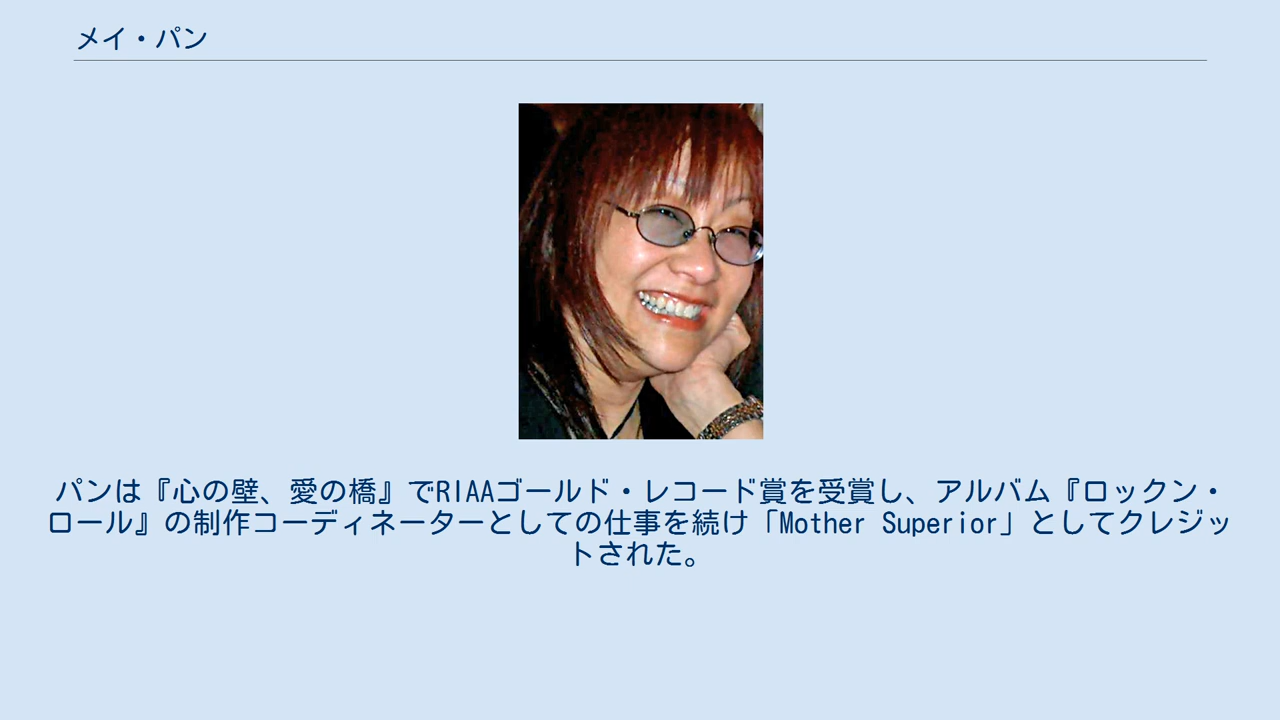 メイ・パン
パンは『心の壁、愛の橋』でRIAAゴールド・レコード賞を受賞し、アルバム『ロックン・
ロール』の制作コーディネーターとしての仕事を続け「Mother Superior」としてクレジッ
トされた。